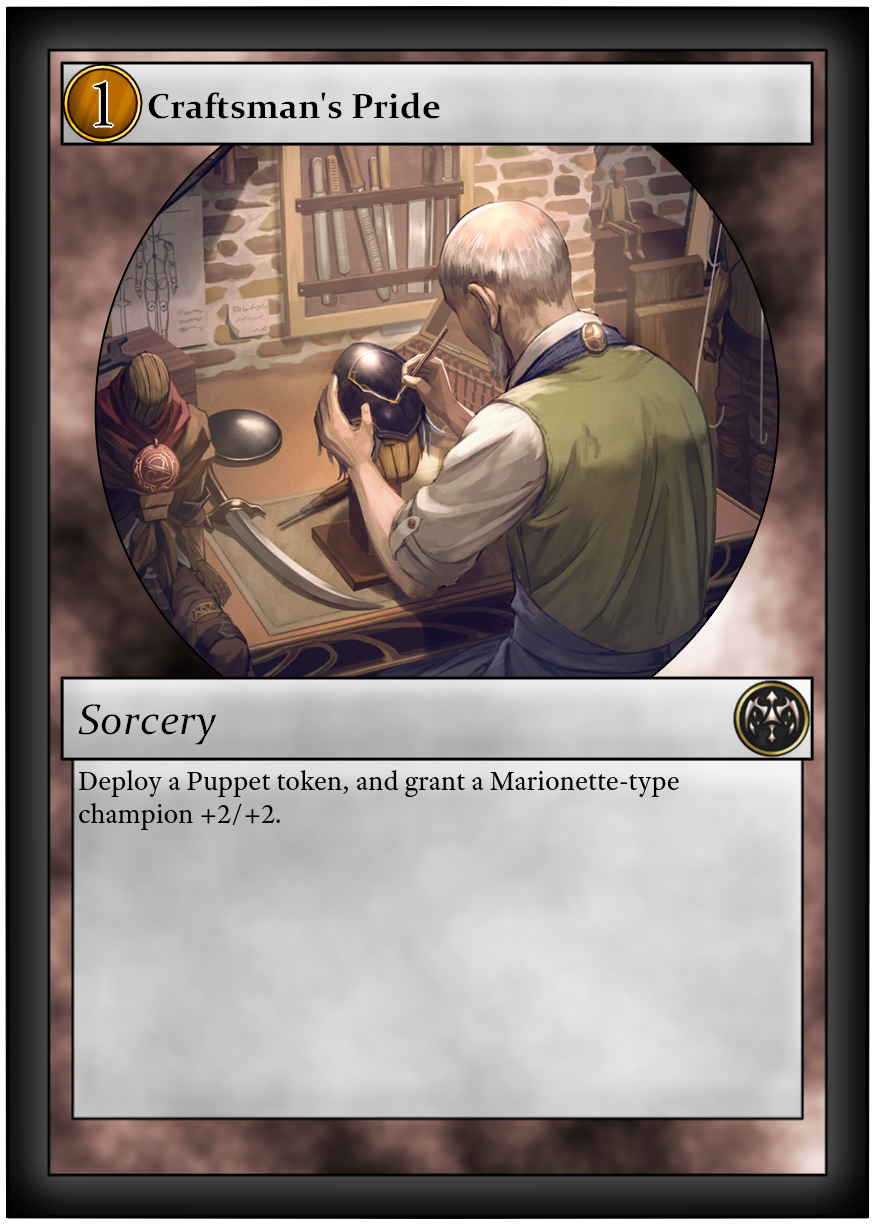 1
Craftsman's Pride
Sorcery
Deploy a Puppet token, and grant a Marionette-type
champion +2/+2.